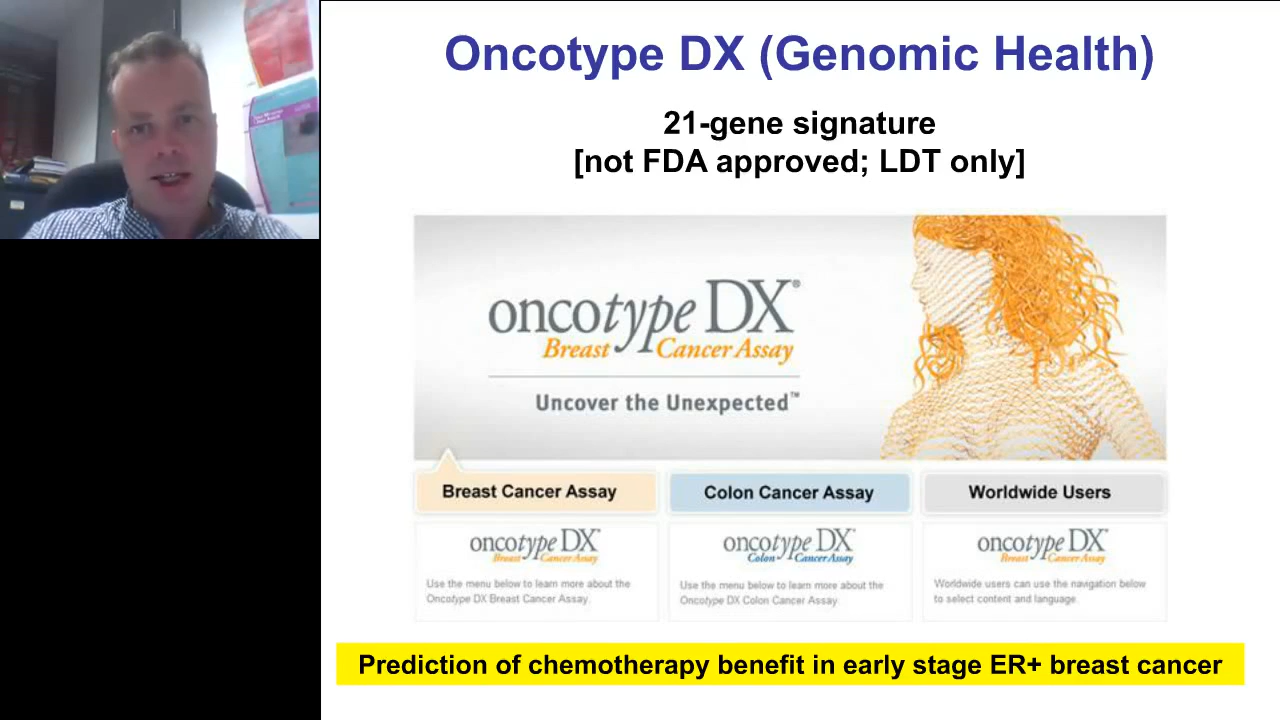 Oncotype DX (Genomic Health)
21-gene signature
[not FDA approved; LDT only]
oncotype DX®
Breast Cancer Assay
Uncover the Unexpected™
Breast Cancer Assay
Colon Cancer Assay
Worldwide Users
oncotype DX®
Breast Cancer Assay
oncotype DX®
Colon Cancer Assay
oncotype DX®
Breast Cancer Assay
Use the menu below to learn more about the
Oncotype DX Breast Cancer Assay.
Use the menu below to learn more about the
Oncotype DX Colon Cancer Assay
Worldwide users can use the navigation below
to select content and language.
Prediction of chemotherapy benefit in early stage ER+ breast cancer